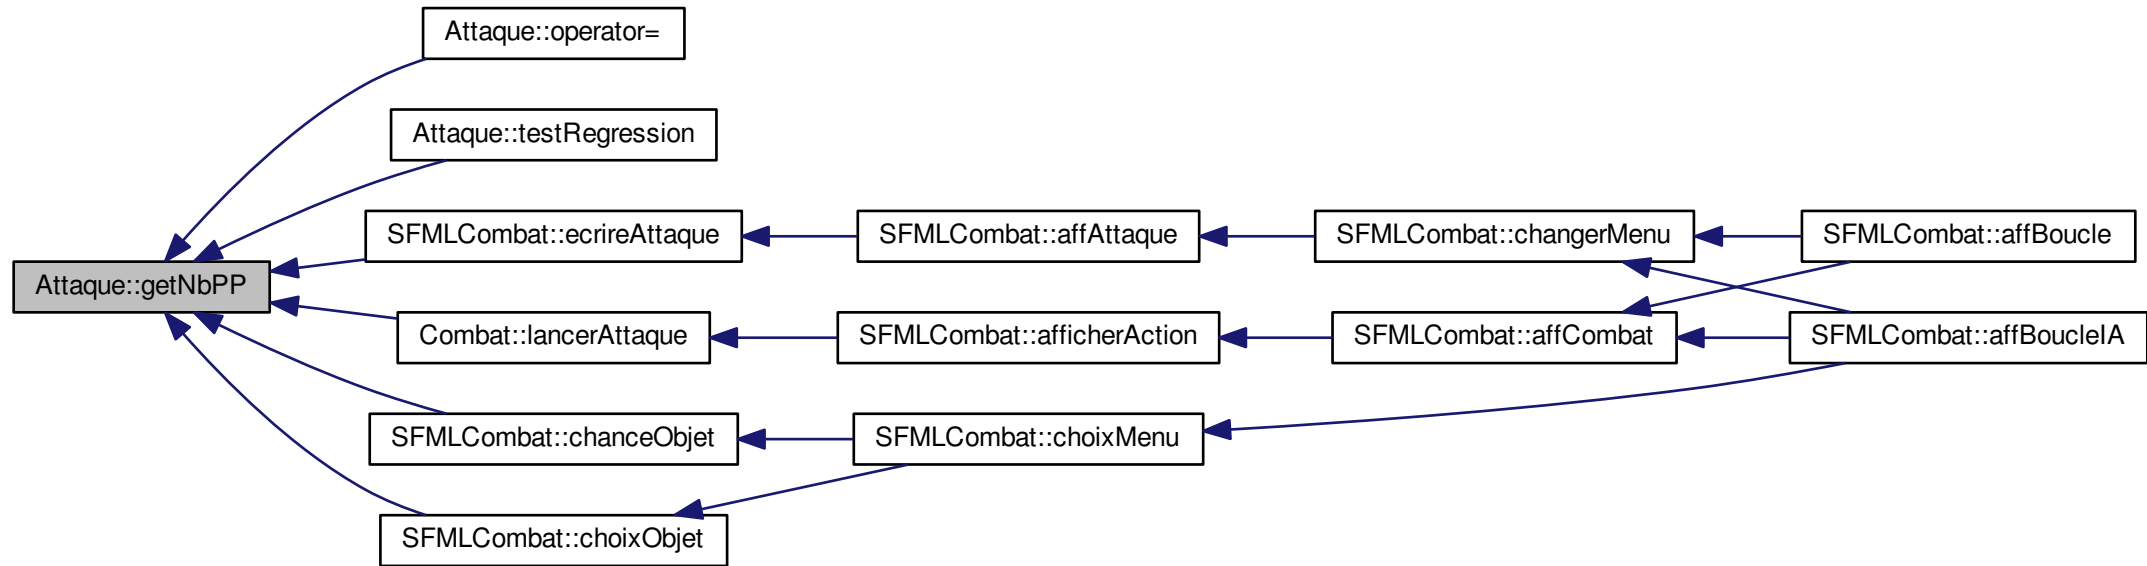 Attaque::operator=
Attaque::testRegression
SFMLCombat::ecrireAttaque
SFMLCombat::affAttaque
SFMLCombat::changerMenu
SFMLCombat::affBoucle
Attaque::getNbPP
Combat::lancerAttaque
SFMLCombat::afficherAction
SFMLCombat::affCombat
SFMLCombat::affBoucleIA
SFMLCombat::chanceObjet
SFMLCombat::choixMenu
SFMLCombat::choixObjet